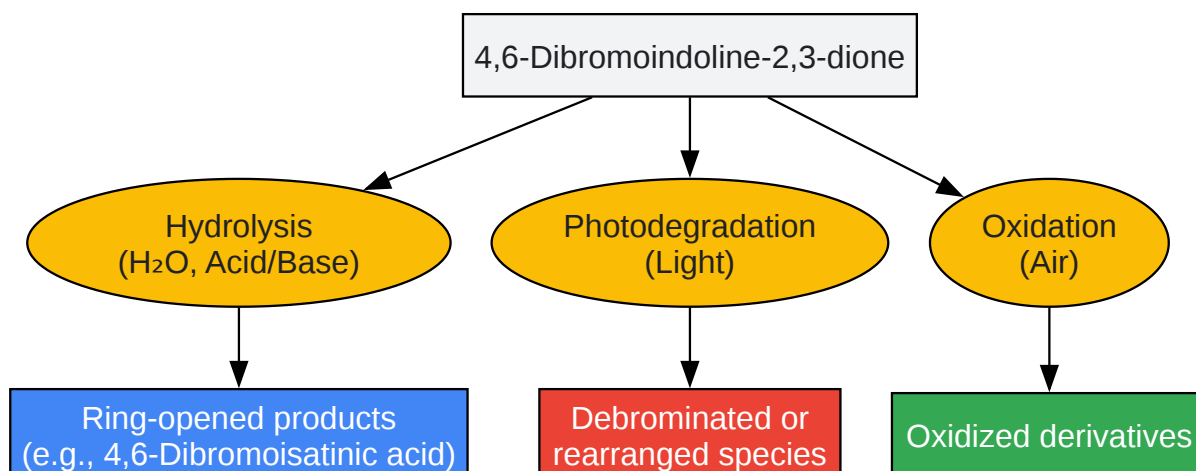 4,6-Dibromoindoline-2,3-dione
Hydrolysis
(H₂O, Acid/Base)
Photodegradation
(Light)
Oxidation
(Air)
Ring-opened products
(e.g., 4,6-Dibromoisatinic acid)
Debrominated or
rearranged species
Oxidized derivatives